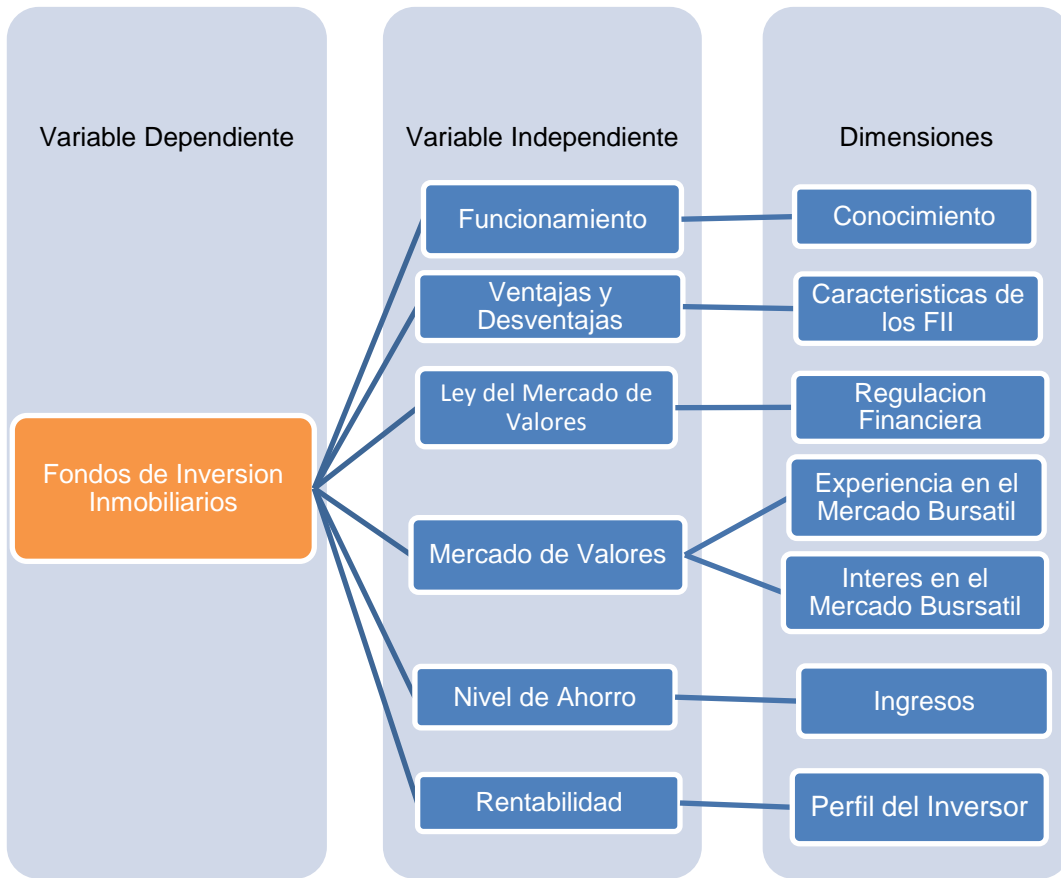 Variable Dependiente
Variable Independiente
Dimensiones
Fondos de Inversion
Inmobiliarios
Funcionamiento
Conocimiento
Ventajas y
Desventajas
Caracteristicas de
los FII
Ley del Mercado de
Valores
Regulacion
Financiera
Mercado de Valores
Experiencia en el
Mercado Bursatil
Interes en el
Mercado Busrsatil
Nivel de Ahorro
Ingresos
Rentabilidad
Perfil del Inversor